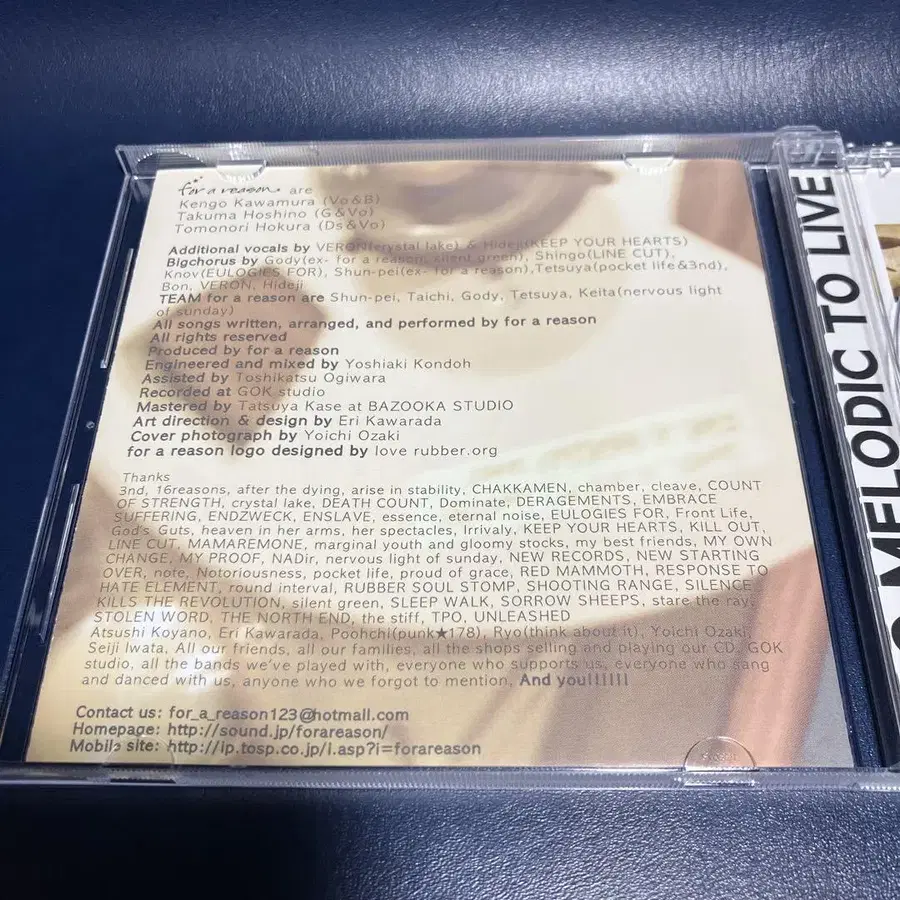 for a reason. are
Kengo Kawamura (Vo&B)
Takuma Hoshino (G&Vo)
Tomonori Hokura (Ds&Vo)
Additional vocals by VERON(crystal lake) & Hideji(KEEP YOUR HEARTS)
Bigchorus by Gody(ex- for a reason, silent green), Shingo(LINE CUT),
Knov(EULOGIES FOR), Shun-pei(ex- for a reason),Tetsuya(pocket life&3nd),
Bon, VERON, Hideji
TEAM for a reason are Shun-pei, Taichi, Gody, Tetsuya, Keita(nervous light
of sunday)
All songs written, arranged, and performed by for a reason
All rights reserved
Produced by for a reason
Engineered and mixed by Yoshiaki Kondoh
Assisted by Toshikatsu Ogiwara
Recorded at GOK studio
Mastered by Tatsuya Kase at BAZOOKA STUDIO
Art direction & design by Eri Kawarada
Cover photograph by Yoichi Ozaki
for a reason logo designed by love rubber.org
Thanks
3nd, 16reasons, after the dying, arise in stability, CHAKKAMEN, chamber, cleave, COUNT
OF STRENGTH, crystal lake, DEATH COUNT, Dominate, DERAGEMENTS, EMBRACE
SUFFERING, ENDZWECK, ENSLAVE, essence, eternal noise, EULOGIES FOR, Front Life,
God's Guts, heaven in her arms, her spectacles, Irrivaly, KEEP YOUR HEARTS, KILL OUT,
LINE CUT, MAMAREMONE, marginal youth and gloomy stocks, my best friends, MY OWN
CHANGE, MY PROOF, NADir, nervous light of sunday, NEW RECORDS, NEW STARTING
OVER, note, Notoriousness, pocket life, proud of grace, RED MAMMOTH, RESPONSE TO
HATE ELEMENT, round interval, RUBBER SOUL STOMP, SHOOTING RANGE, SILENCE
KILLS THE REVOLUTION, silent green, SLEEP WALK, SORROW SHEEPS, stare the ray,
STOLEN WORD, THE NORTH END, the stiff, TPO, UNLEASHED
Atsushi Koyano, Eri Kawarada, Poohchi(punk★178), Ryo(think about it), Yoichi Ozaki,
Seiji Iwata, All our friends, all our families, all the shops selling and playing our CD, GOK
studio, all the bands we've played with, everyone who supports us, everyone who sang
and danced with us, anyone who we forgot to mention, And you!!!!!!
Contact us: for_a_reason123@hotmail.com
Homepage: http://sound.jp/forareason/
Mobile site: http://ip.tosp.co.jp/i.asp?i=forareason
MELODIC TO LIVE